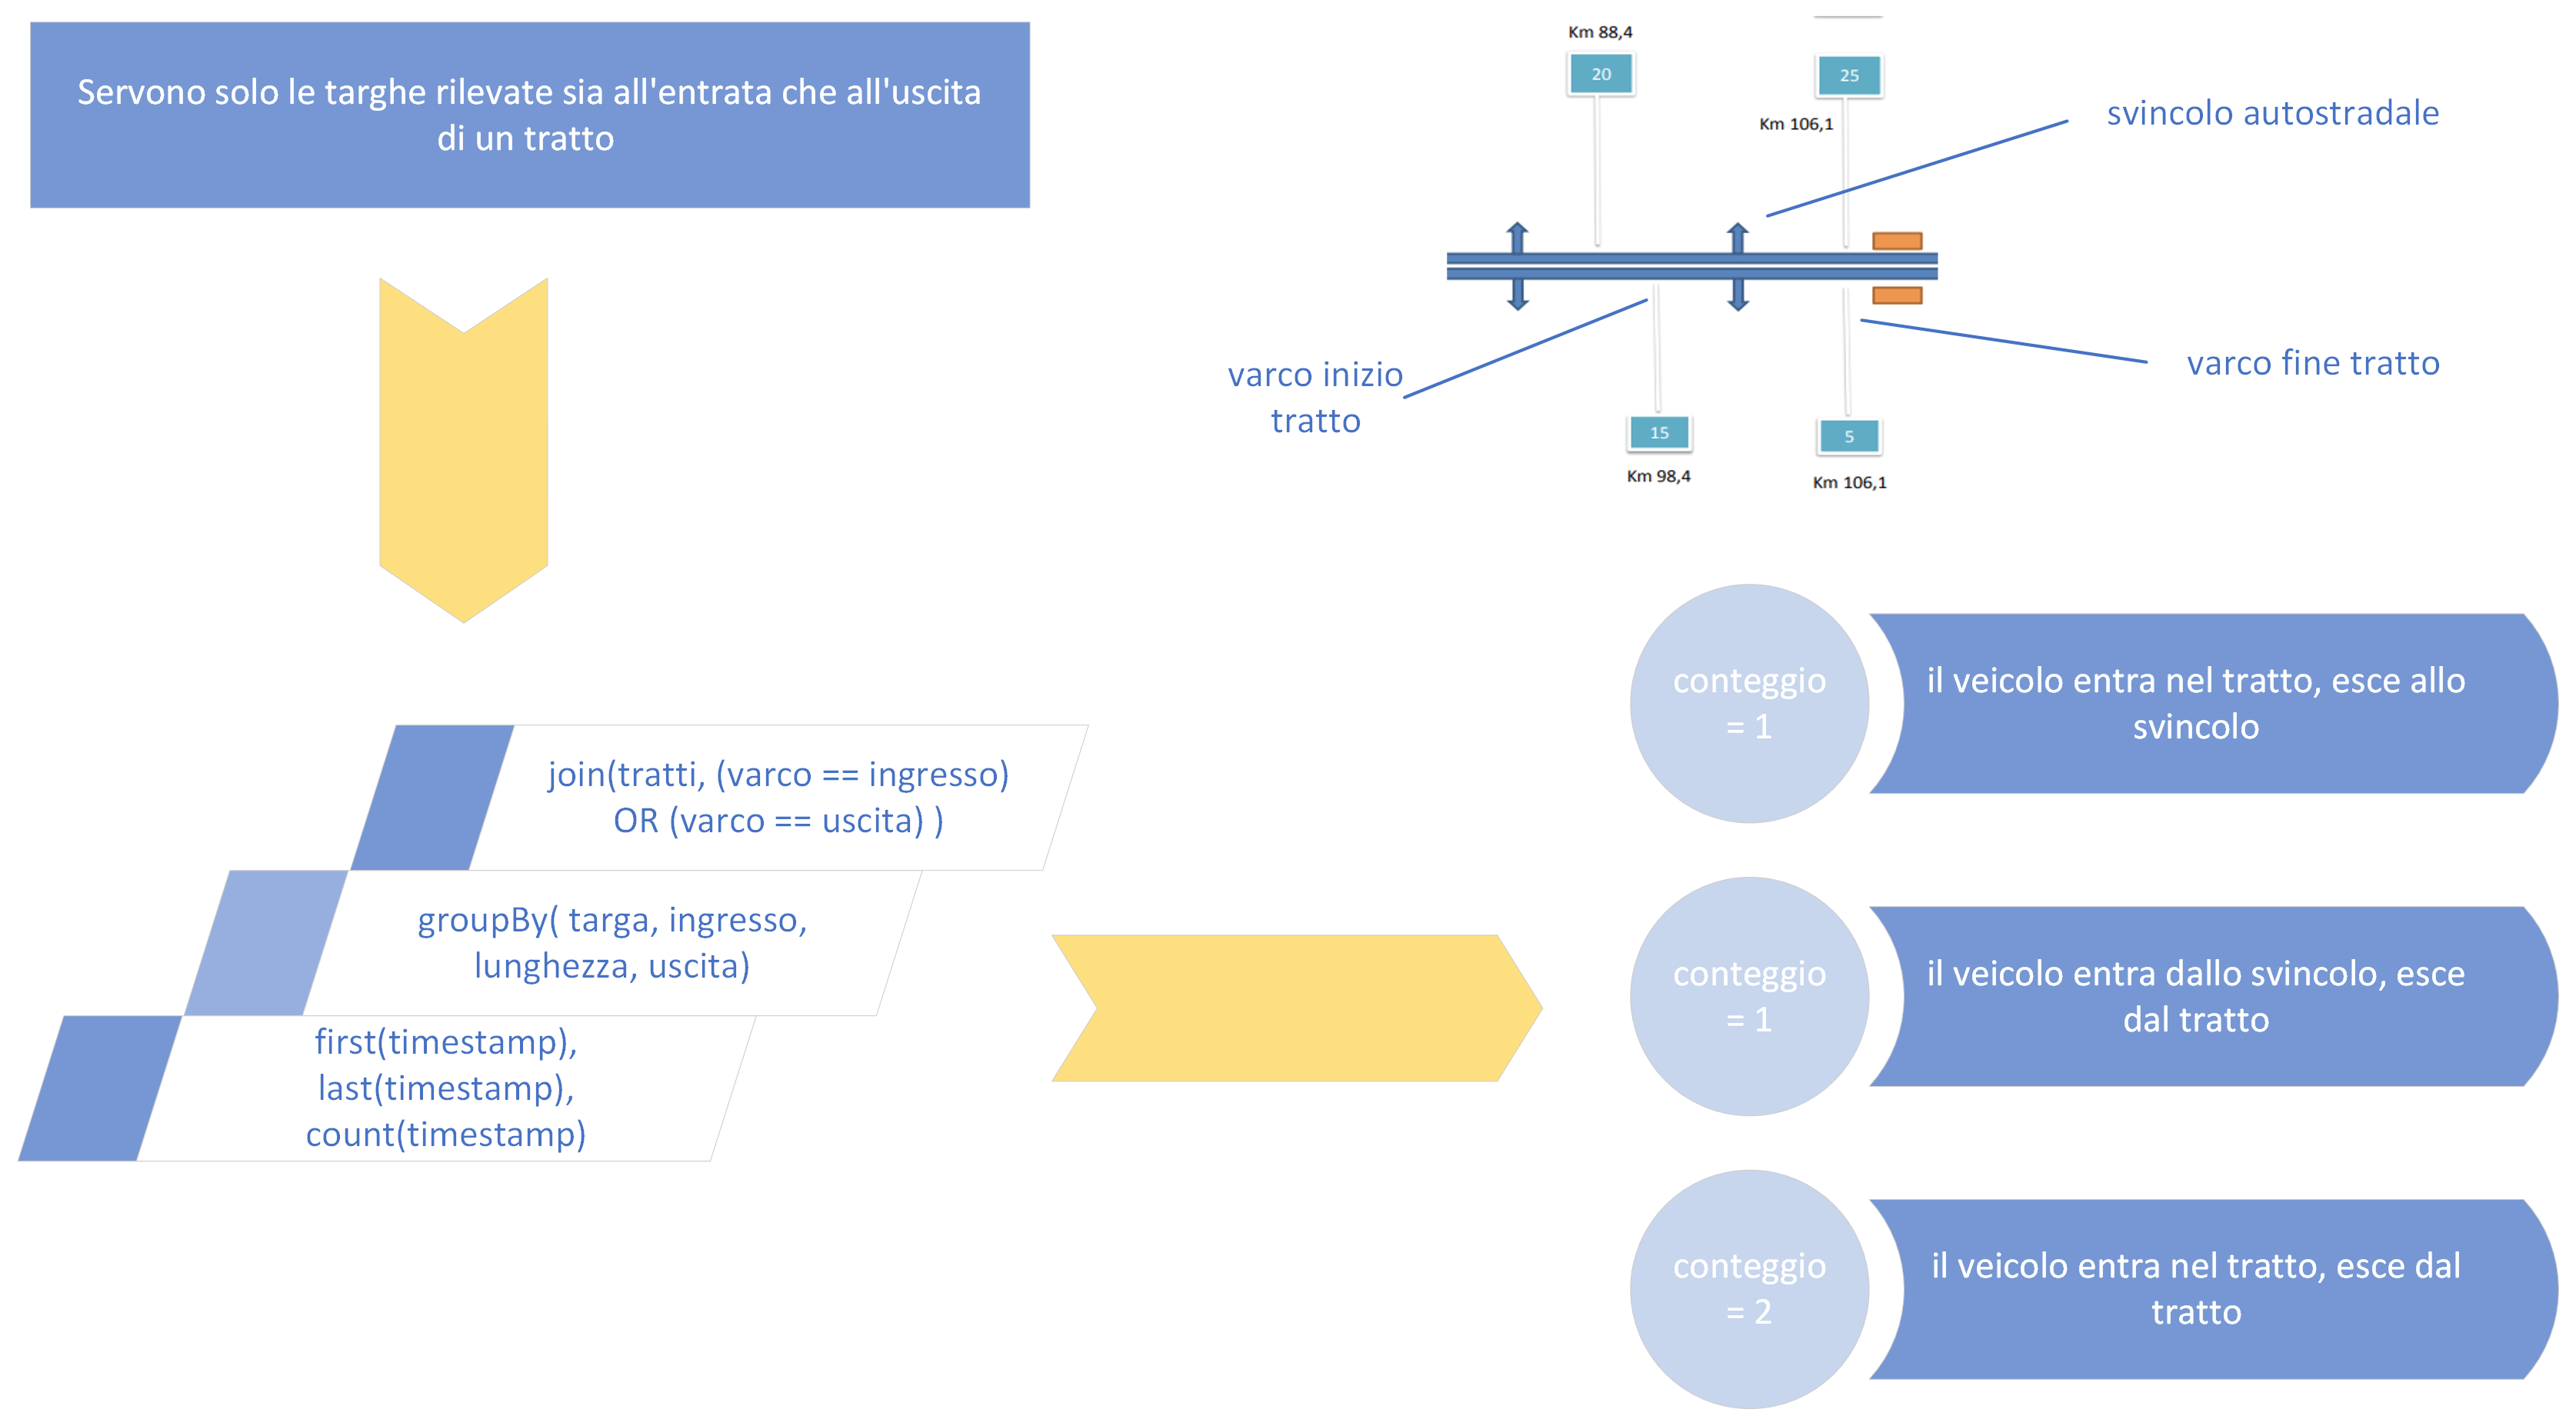 Servono solo le targhe rilevate sia all'entrata che all'uscita
di un tratto
Km 88,4
20
25
Km 106,1
svincolo autostradale
varco inizio
tratto
varco fine tratto
15
5
Km 98,4
Km 106,1
join(tratti, (varco == ingresso)
OR (varco == uscita) )
groupBy( targa, ingresso,
lunghezza, uscita)
first(timestamp),
last(timestamp),
count(timestamp)
conteggio
= 1
il veicolo entra nel tratto, esce allo
svincolo
conteggio
= 1
il veicolo entra dallo svincolo, esce
dal tratto
conteggio
= 2
il veicolo entra nel tratto, esce dal
tratto